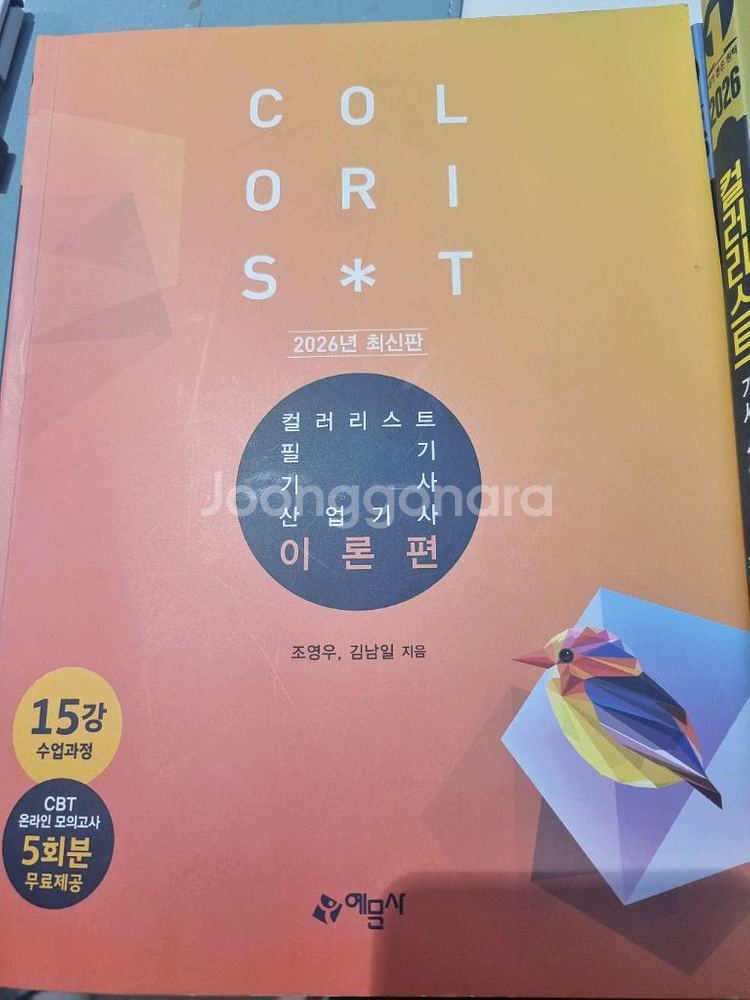 COL
ORI
S*T
2026년 최신판
컬러리스트
필기
기사
산업기사
이론편
Joonggonara
조영우, 김남일 지음
15강
수업과정
CBT
온라인 모의고사
5회분
무료제공
예문사
2026
컬러리스트